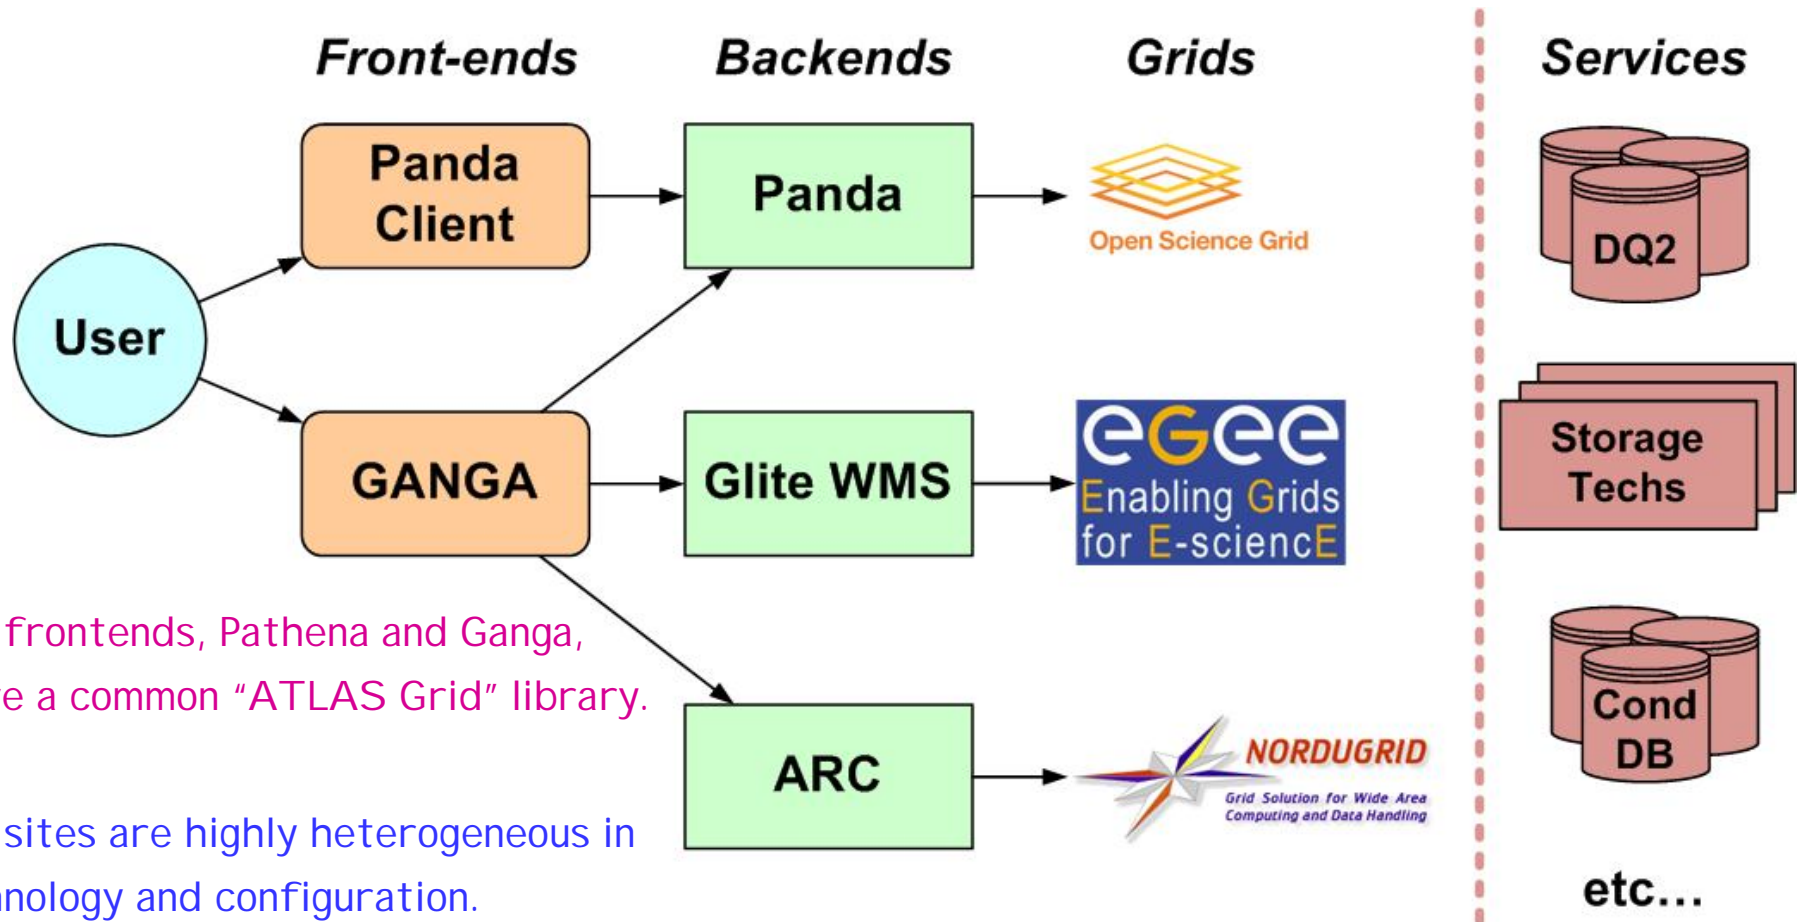 Front-ends
Backends
Grids
Services
Panda
Client
Panda
Open Science Grid
DQ2
User
GANGA
Glite WMS
eGee
Enabling Grids
for E-sciencE
Storage
Techs
frontends, Pathena and Ganga,
e a common “ATLAS Grid” library.
ARC
NORDUGRID
Grid Solution for Wide Area
Computing and Data Handling
Cond
DB
sites are highly heterogeneous in
nology and configuration.
etc...